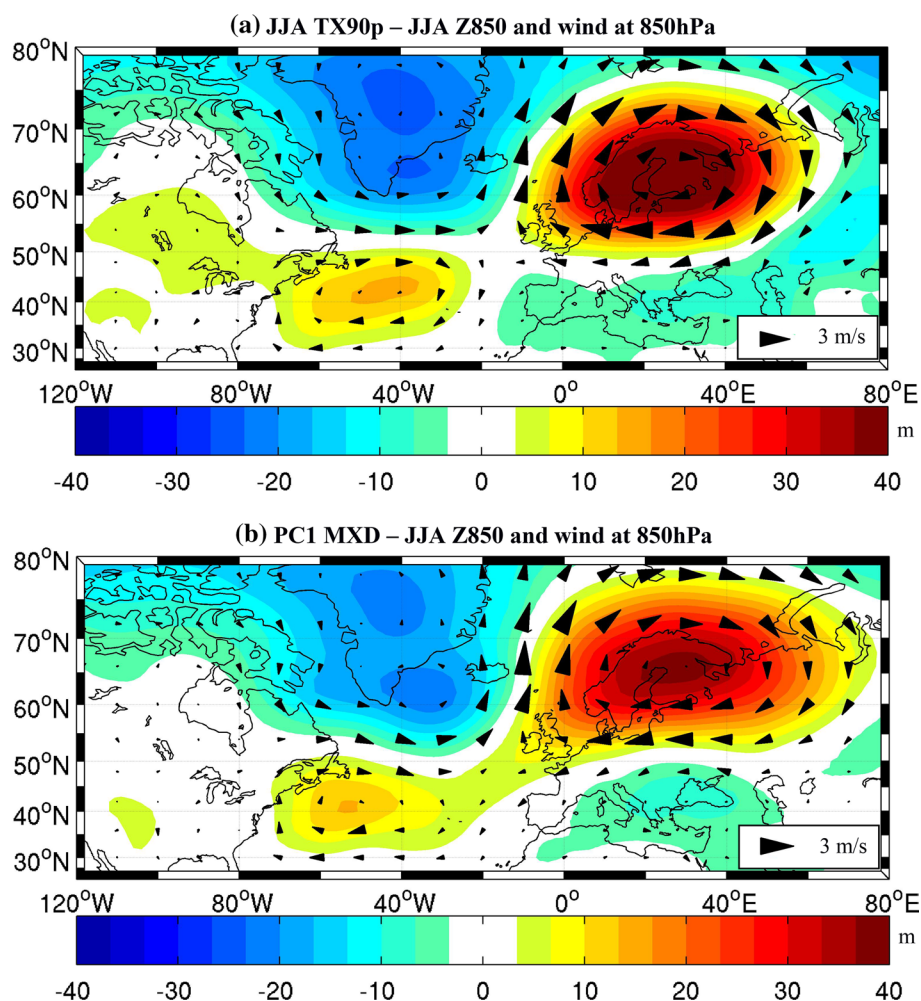 (a) JJA TX90p – JJA Z850 and wind at 850hPa
80°N
70°N
60°N
50°N
40°N
30°N
3 m/s
120°W 80°W 40°W 0° 40°E 80°E
m
-40 -30 -20 -10 0 10 20 30 40
(b) PC1 MXD – JJA Z850 and wind at 850hPa
80°N
70°N
60°N
50°N
40°N
30°N
3 m/s
120°W 80°W 40°W 0° 40°E 80°E
m
-40 -30 -20 -10 0 10 20 30 40